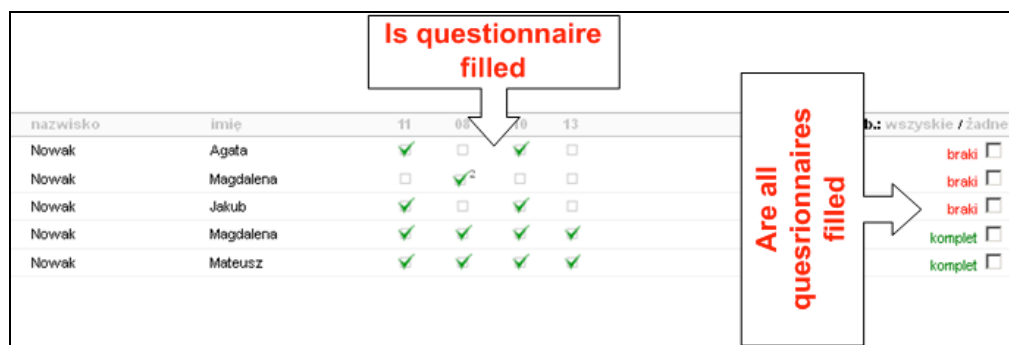 Is questionnaire
filled
nazwisko imię 11 08 10 13 b.: wszyskie / żadne
Nowak Agata braki
Nowak Magdalena 2 braki
Nowak Jakub braki
Nowak Magdalena komplet
Nowak Mateusz komplet
Are all
quesrionnaires
filled